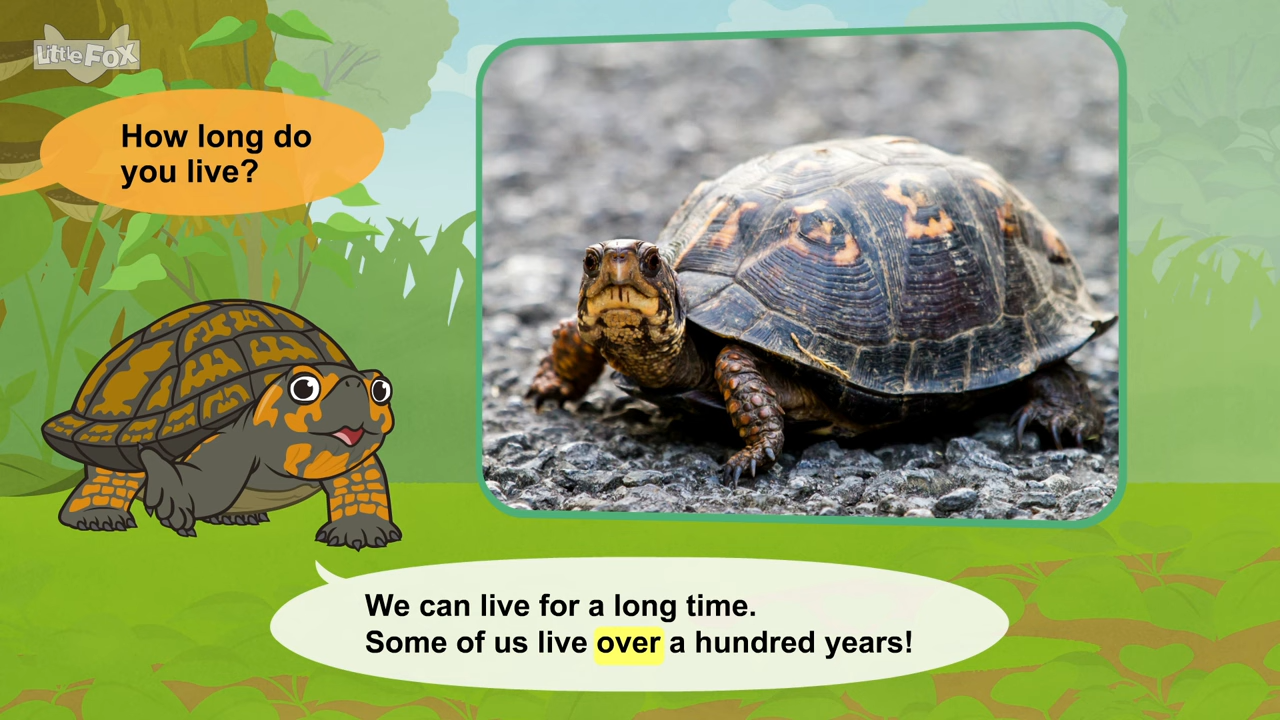 Little Fox
How long do
you live?
We can live for a long time.
Some of us live over a hundred years!